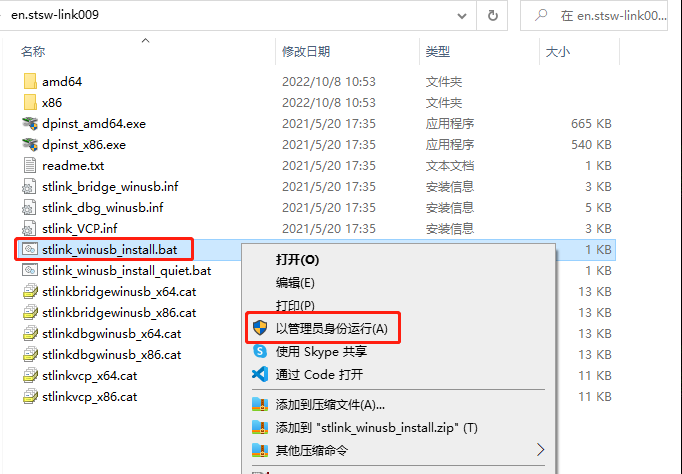 en.stsw-link009
在 en.stsw-link00...
名称 修改日期 类型 大小
amd64 2022/10/8 10:53 文件夹
x86 2022/10/8 10:53 文件夹
dpinst_amd64.exe 2021/5/20 17:35 应用程序 665 KB
dpinst_x86.exe 2021/5/20 17:35 应用程序 540 KB
readme.txt 2021/5/20 17:35 文本文档 1 KB
stlink_bridge_winusb.inf 2021/5/20 17:35 安装信息 3 KB
stlink_dbg_winusb.inf 2021/5/20 17:35 安装信息 5 KB
stlink_VCP.inf 2021/5/20 17:35 安装信息 3 KB
stlink_winusb_install.bat 1 KB
stlink_winusb_install_quiet.bat 1 KB
stlinkbridgewinusb_x64.cat 13 KB
stlinkbridgewinusb_x86.cat 13 KB
stlinkdbgwinusb_x64.cat 13 KB
stlinkdbgwinusb_x86.cat 13 KB
stlinkvcp_x64.cat 11 KB
stlinkvcp_x86.cat 11 KB
打开(O)
编辑(E)
打印(P)
以管理员身份运行(A)
使用 Skype 共享
通过 Code 打开
添加到压缩文件(A)...
添加到 "stlink_winusb_install.zip" (T)
其他压缩命令